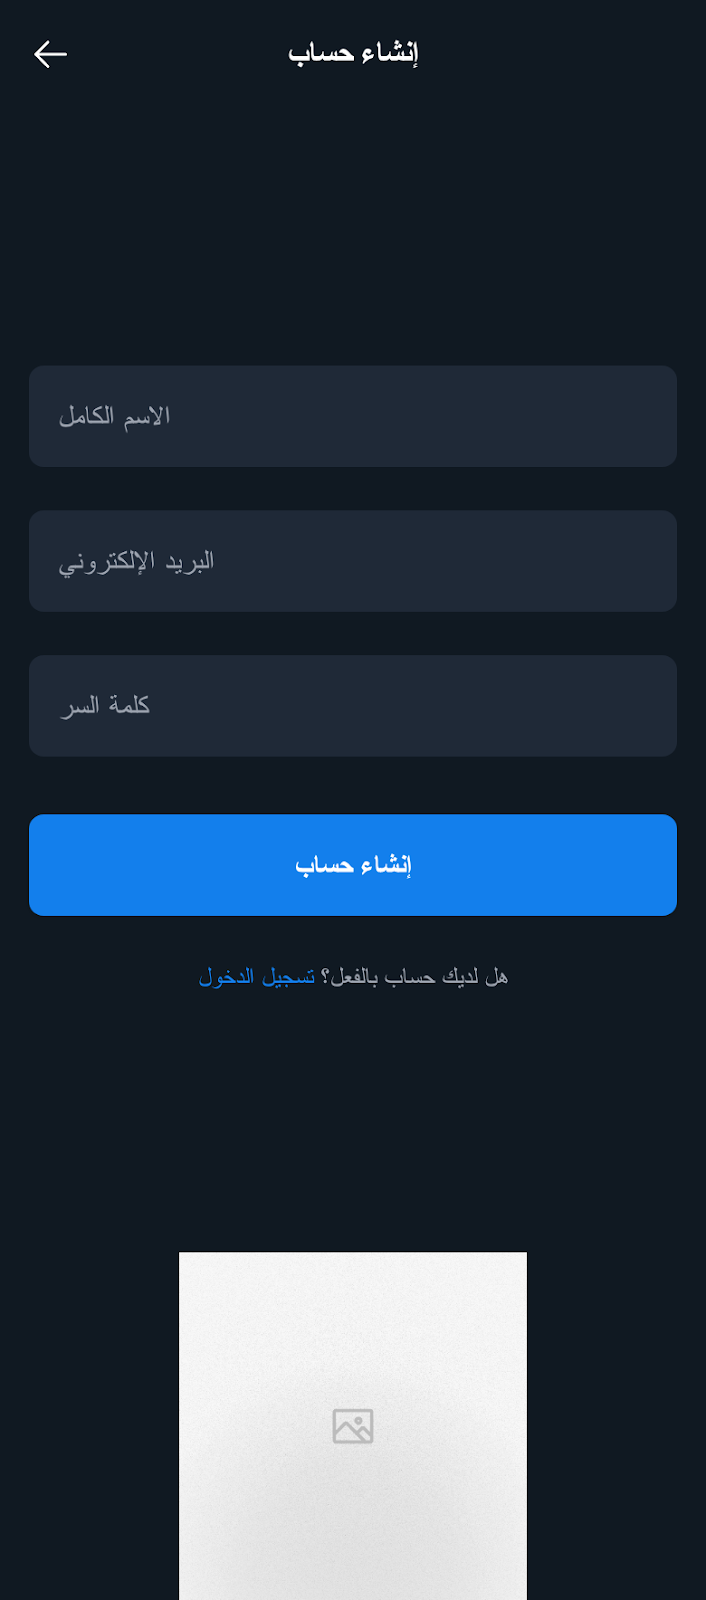 إنشاء حساب
الاسم الكامل
البريد الإلكتروني
كلمة السر
إنشاء حساب
هل لديك حساب بالفعل؟ تسجيل الدخول